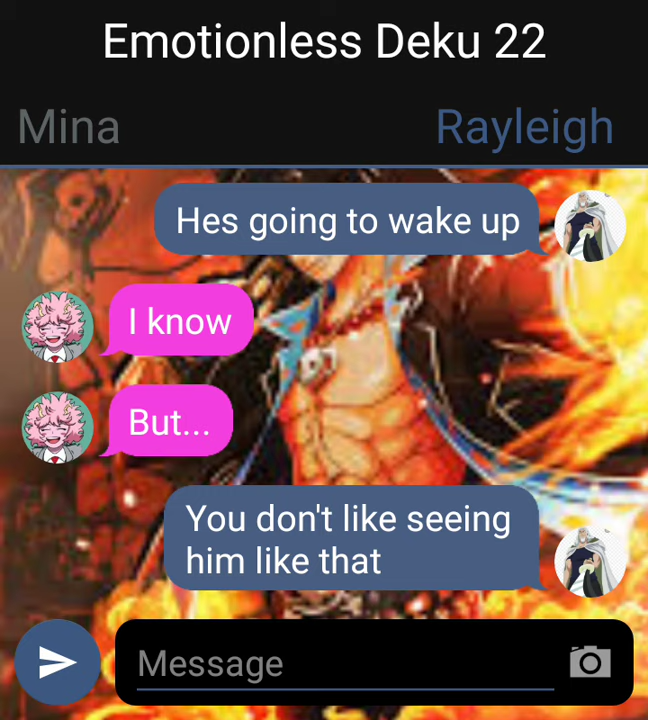 Emotionless Deku 22
Mina
Rayleigh
Hes going to wake up
I know
But...
You don't like seeing
him like that
Message